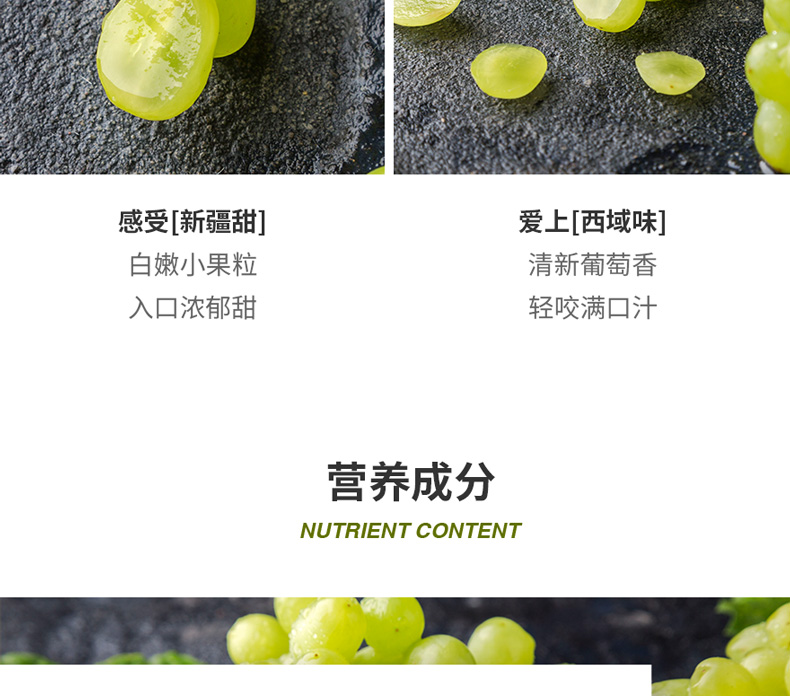 感受[新疆甜]
白嫩小果粒
入口浓郁甜
爱上[西域味]
清新葡萄香
轻咬满口汁
营养成分
NUTRIENT CONTENT